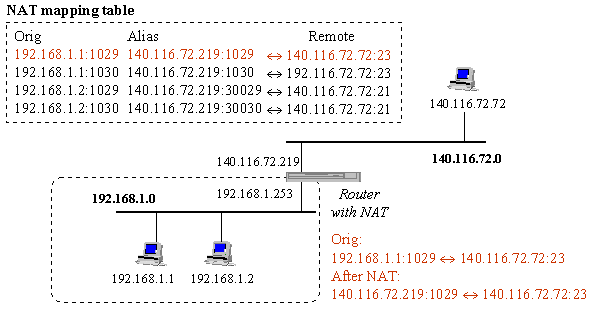 NAT mapping table
Orig Alias Remote
192.168.1.1:1029 140.116.72.219:1029 ⇔ 140.116.72.72:23
192.168.1.1:1030 140.116.72.219:1030 ⇔ 192.116.72.72:23
192.168.1.2:1029 140.116.72.219:30029 ⇔ 140.116.72.72:21
192.168.1.2:1030 140.116.72.219:30030 ⇔ 140.116.72.72:21
140.116.72.72
140.116.72.219
140.116.72.0
192.168.1.0
192.168.1.253
Router
with NAT
192.168.1.1
192.168.1.2
Orig:
192.168.1.1:1029 ⇔ 140.116.72.72:23
After NAT:
140.116.72.219:1029 ⇔ 140.116.72.72:23